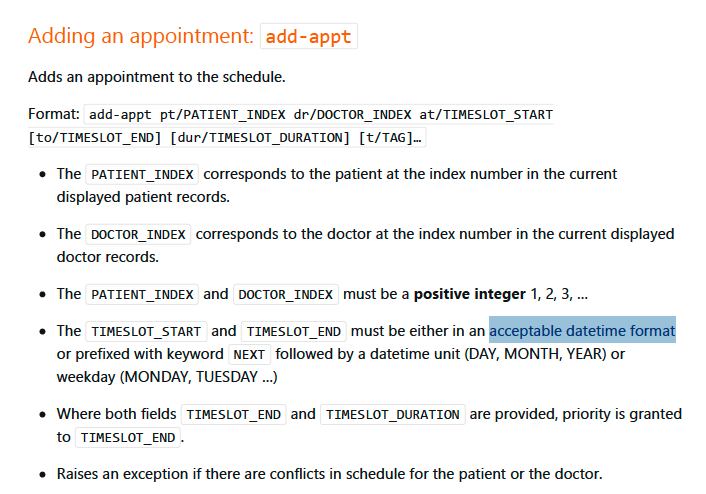 Adding an appointment: add-appt
Adds an appointment to the schedule.
Format: add-appt pt/PATIENT_INDEX dr/DOCTOR_INDEX at/TIMESLOT_START
[to/TIMESLOT_END] [dur/TIMESLOT_DURATION] [t/TAG]…
• The PATIENT_INDEX corresponds to the patient at the index number in the current
displayed patient records.
• The DOCTOR_INDEX corresponds to the doctor at the index number in the current displayed
doctor records.
• The PATIENT_INDEX and DOCTOR_INDEX must be a positive integer 1, 2, 3, …
• The TIMESLOT_START and TIMESLOT_END must be either in an acceptable datetime format
or prefixed with keyword NEXT followed by a datetime unit (DAY, MONTH, YEAR) or
weekday (MONDAY, TUESDAY …)
• Where both fields TIMESLOT_END and TIMESLOT_DURATION are provided, priority is granted
to TIMESLOT_END.
• Raises an exception if there are conflicts in schedule for the patient or the doctor.